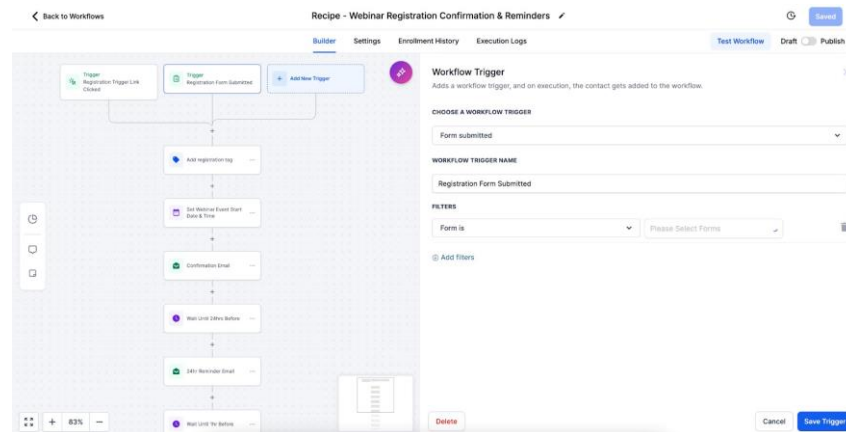 Back to Workflows
Recipe - Webinar Registration Confirmation & Reminders
Saved
Builder
Settings
Enrollment History
Execution Logs
Test Workflow
Draft
Publish
Trigger
Registration Trigger Link
Clicked
Trigger
Registration Form Submitted
Add New Trigger
Add registration tag
Set Webinar Event Start
Date & Time
Confirmation Email
Wait Until 24hrs Before
24hr Reminder Email
Wait Until 1hr Before
83%
Workflow Trigger
Adds a workflow trigger, and on execution, the contact gets added to the workflow.
CHOOSE A WORKFLOW TRIGGER
Form submitted
WORKFLOW TRIGGER NAME
Registration Form Submitted
FILTERS
Form is
Please Select Forms
Add filters
Delete
Cancel
Save Trigger